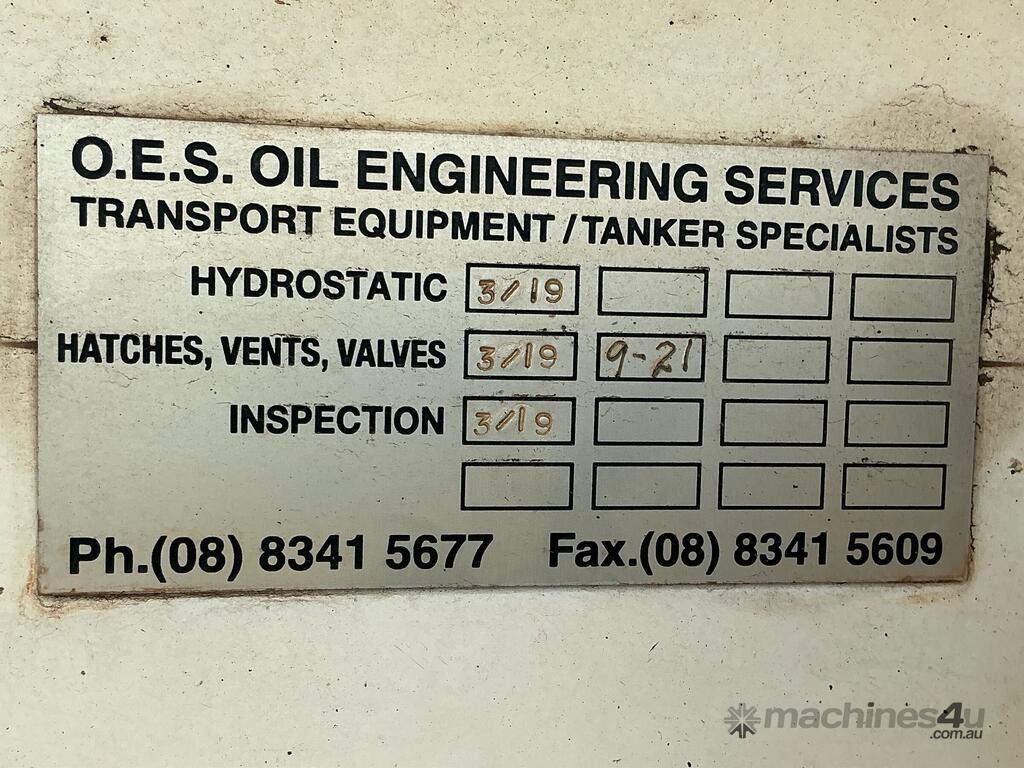 O.E.S. OIL ENGINEERING SERVICES
TRANSPORT EQUIPMENT / TANKER SPECIALISTS
HYDROSTATIC 3/19
HATCHES, VENTS, VALVES 3/19 9-21
INSPECTION 3/19
Ph.(08) 8341 5677 Fax.(08) 8341 5609
machines4u
.com.au